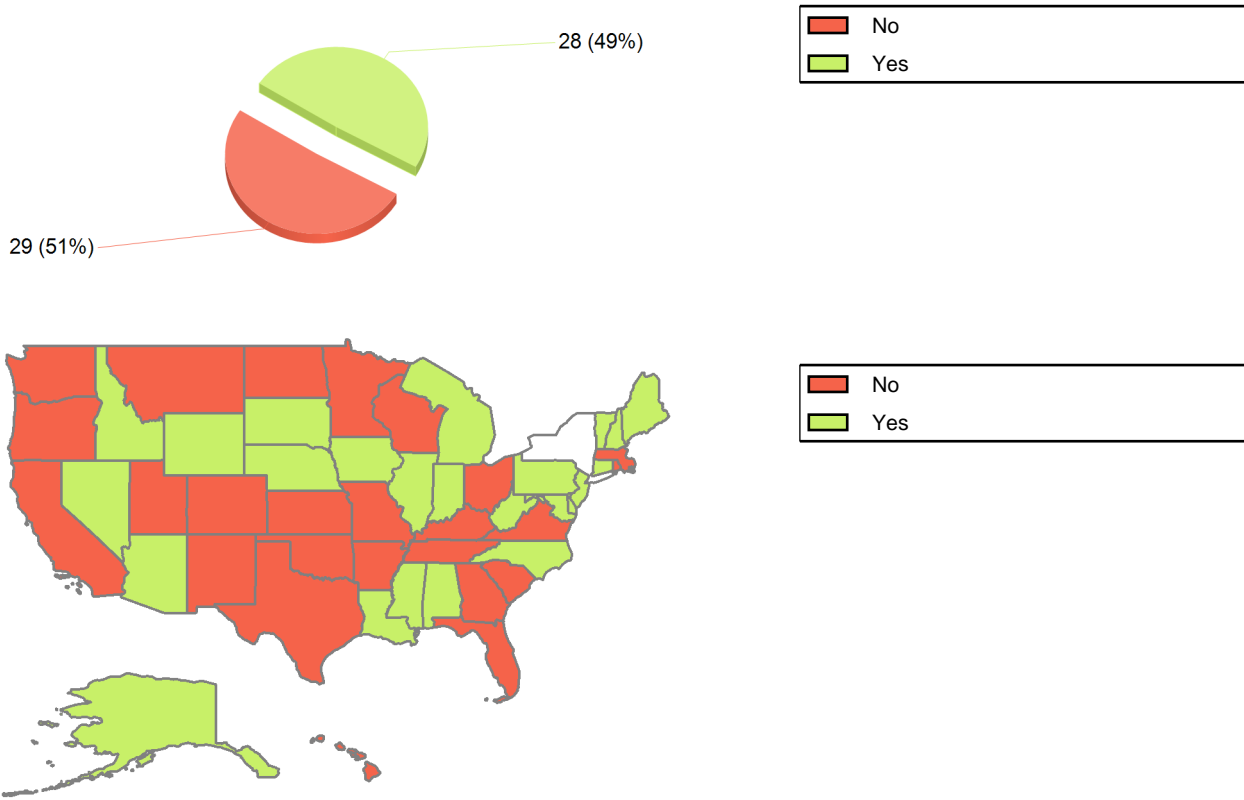 28 (49%)
29 (51%)
No
Yes
No
Yes